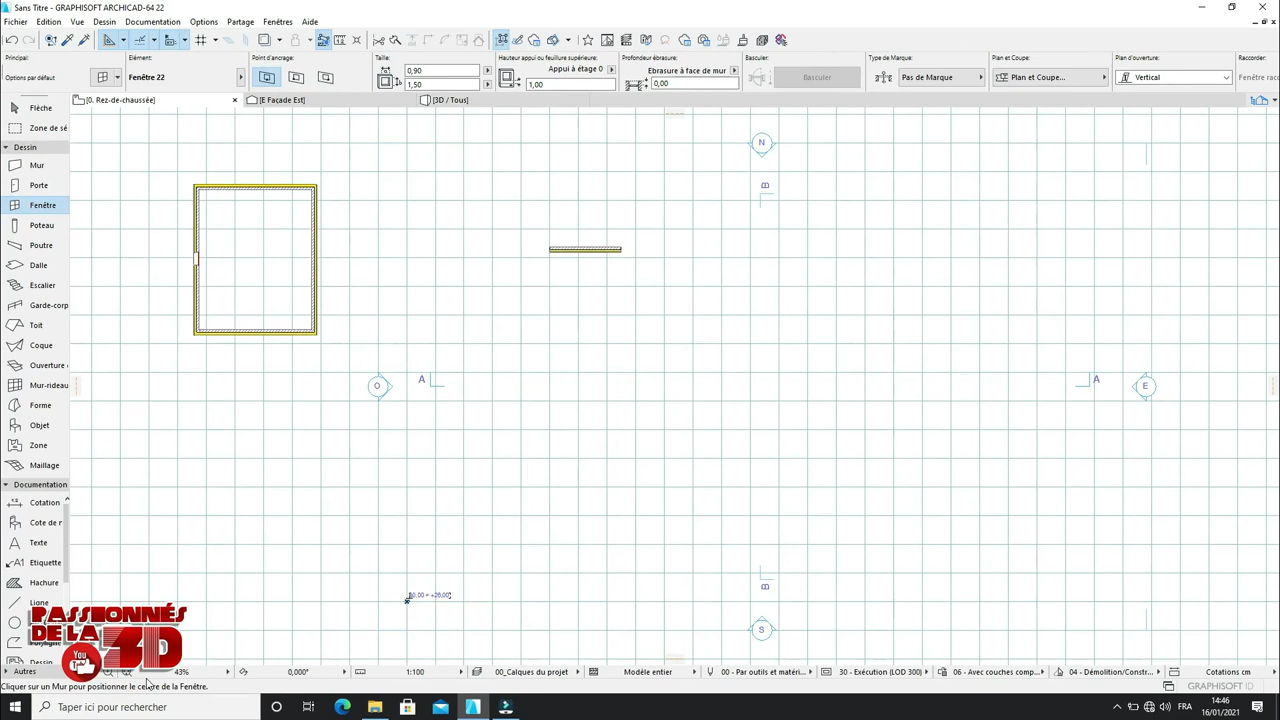 Sans Titre - GRAPHISOFT ARCHICAD-64 22
Fichier Edition Vue Dessin Documentation Options Partage Fenêtres Aide
Principal: Elément: Point d'ancrage: Taille: Hauteur appui ou feuillure supérieure: Profondeur ébrasure: Basculer: Type de Marque: Plan et Coupe: Plan d'ouverture: Raccorder:
Options par défaut Fenêtre 22 0,90 1,50 Appui à étage 0 1,00 Ebrasure à face de mur 0,00 Basculer Pas de Marque Plan et Coupe... Vertical Fenêtre racc
[0. Rez-de-chaussée] [E Façade Est] [3D / Tous]
Flèche
Zone de sé
Dessin
Mur
Porte
Fenêtre
Poteau
Poutre
Dalle
Escalier
Garde-corp
Toit
Coque
Ouverture
Mur-rideau
Forme
Objet
Zone
Maillage
Documentation
Cotation
Cote de n
Texte
Etiquette
Hachure
Ligne
Dessin
N
B
O A A E
B
S
PASSIONNÉS
DE LA 3D
You
Tube
Autres 43% 0,000° 1:100 00_Calques du projet Modèle entier 00 - Par outils et matéri... 30 - Exécution (LOD 300) 06. - Avec couches comp... 04 - Démolition/Constr... Cotations cm
Cliquer sur un Mur pour positionner le centre de la Fenêtre.
GRAPHISOFT ID
Taper ici pour rechercher
FRA
14:46
16/01/2021